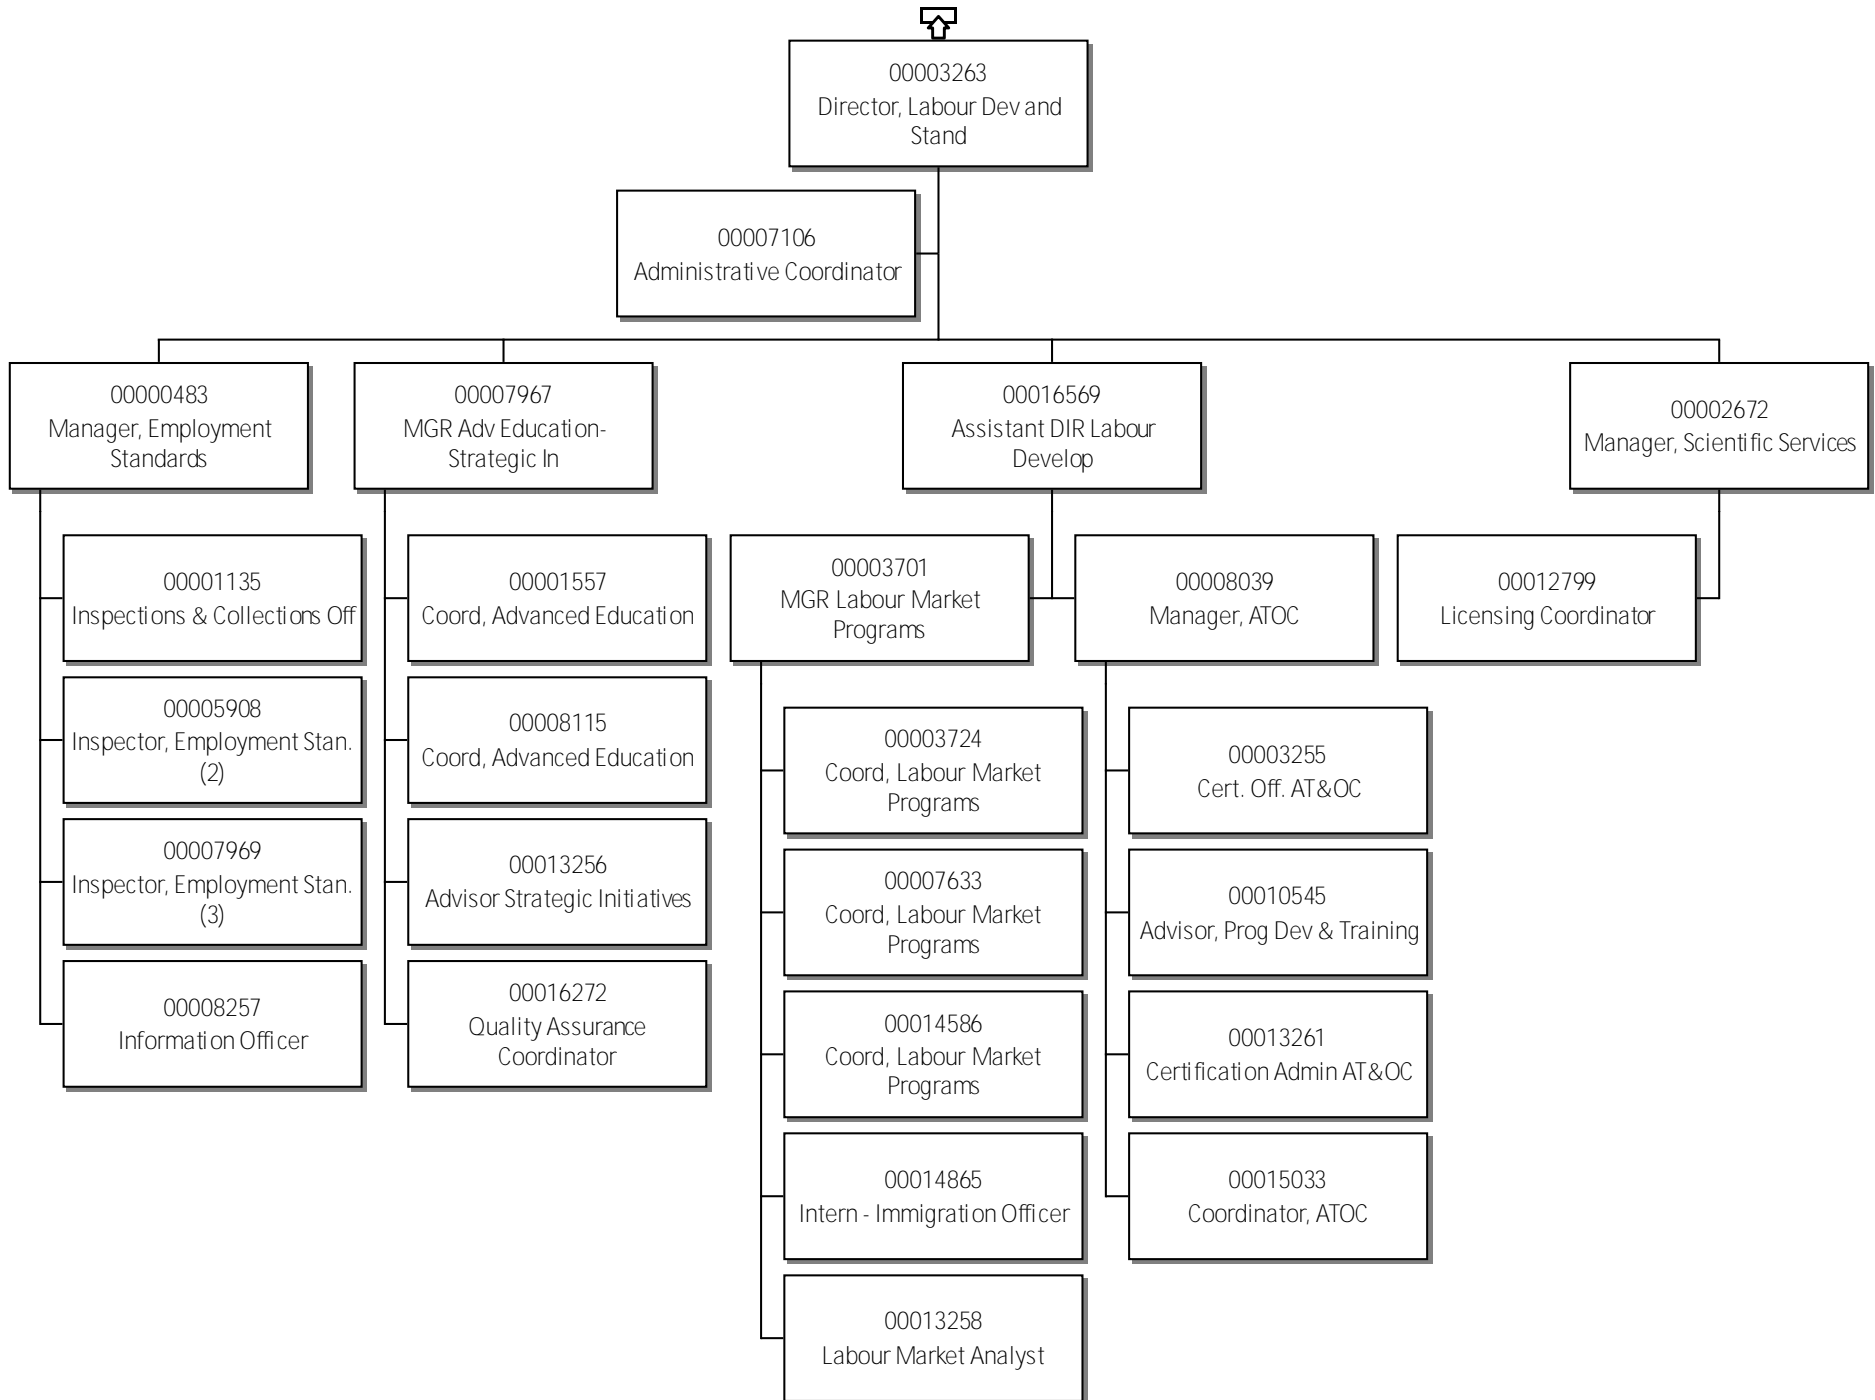 00003263
Director, Labour Dev and
Stand
00007106
Administrative Coordinator
00000483
Manager, Employment
Standards
00007967
MGR Adv Education-
Strategic In
00016569
Assistant DIR Labour
Develop
00002672
Manager, Scientific Services
00001135
Inspections & Collections Off
00005908
Inspector, Employment Stan.
(2)
00007969
Inspector, Employment Stan.
(3)
00008257
Information Officer
00001557
Coord, Advanced Education
00008115
Coord, Advanced Education
00013256
Advisor Strategic Initiatives
00016272
Quality Assurance
Coordinator
00003701
MGR Labour Market
Programs
00003724
Coord, Labour Market
Programs
00007633
Coord, Labour Market
Programs
00014586
Coord, Labour Market
Programs
00014865
Intern - Immigration Officer
00013258
Labour Market Analyst
00008039
Manager, ATOC
00003255
Cert. Off. AT&OC
00010545
Advisor, Prog Dev & Training
00013261
Certification Admin AT&OC
00015033
Coordinator, ATOC
00012799
Licensing Coordinator